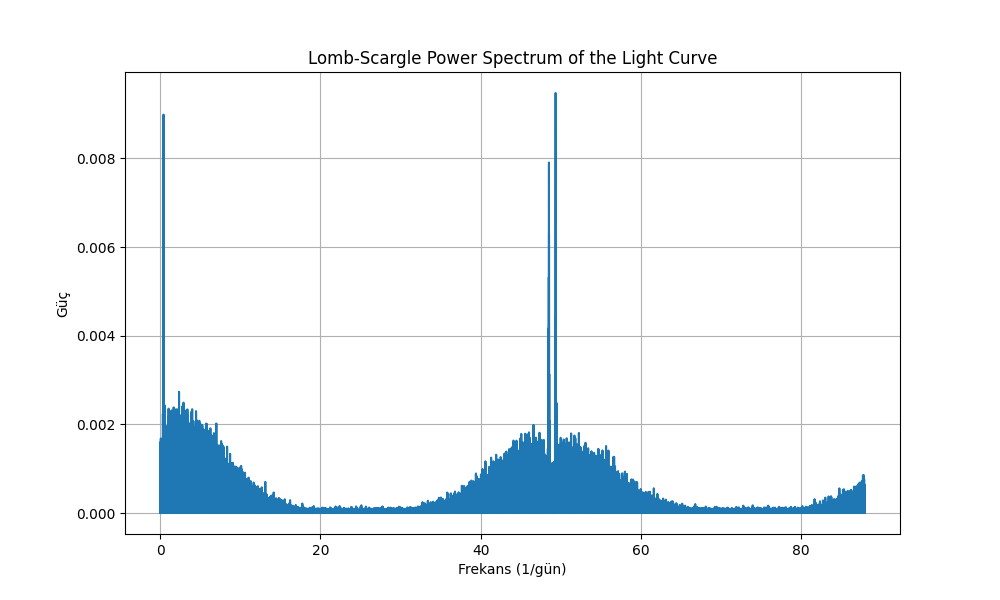 Lomb-Scargle Power Spectrum of the Light Curve
0.008
0.006
0.004
0.002
0.000
Güç
0 20 40 60 80
Frekans (1/gün)